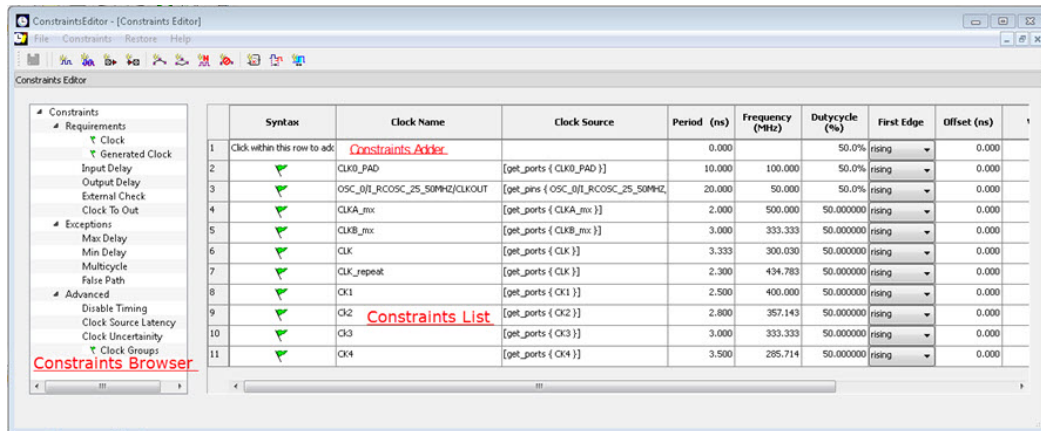 ConstraintsEditor - [Constraints Editor]
File Constraints Restore Help
Constraints Editor
Constraints
Requirements
Clock
Generated Clock
Input Delay
Output Delay
External Check
Clock To Out
Exceptions
Max Delay
Min Delay
Multicycle
False Path
Advanced
Disable Timing
Clock Source Latency
Clock Uncertainity
Clock Groups
Constraints Browser
Syntax Clock Name Clock Source Period (ns) Frequency (MHz) Dutycycle (%) First Edge Offset (ns)
1 Click within this row to add Constraints Adder 0.000 50.0% rising 0.000
2 CLK0_PAD [get_ports { CLK0_PAD }] 10.000 100.000 50.0% rising 0.000
3 OSC_0/I_RCOSC_25_50MHZ/CLKOUT [get_pins { OSC_0/I_RCOSC_25_50MHZ, 20.000 50.000 50.0% rising 0.000
4 CLKA_mx [get_ports { CLKA_mx }] 2.000 500.000 50.000000 rising 0.000
5 CLKB_mx [get_ports { CLKB_mx }] 3.000 333.333 50.000000 rising 0.000
6 CLK [get_ports { CLK }] 3.333 300.030 50.000000 rising 0.000
7 CLK_repeat [get_ports { CLK }] 2.300 434.783 50.000000 rising 0.000
8 CK1 [get_ports { CK1 }] 2.500 400.000 50.000000 rising 0.000
9 Ck2 Constraints List [get_ports { CK2 }] 2.800 357.143 50.000000 rising 0.000
10 Ck3 [get_ports { CK3 }] 3.000 333.333 50.000000 rising 0.000
11 CK4 [get_ports { CK4 }] 3.500 285.714 50.000000 rising 0.000